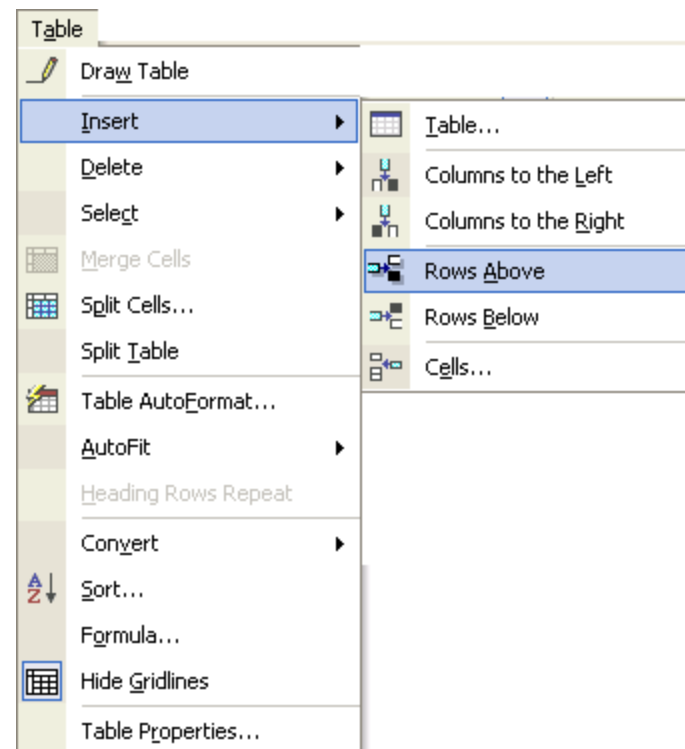 Table
Draw Table
Insert
Delete
Select
Merge Cells
Split Cells...
Split Table
Table AutoFormat...
AutoFit
Heading Rows Repeat
Convert
Sort...
Formula...
Hide Gridlines
Table Properties...
Table...
Columns to the Left
Columns to the Right
Rows Above
Rows Below
Cells...